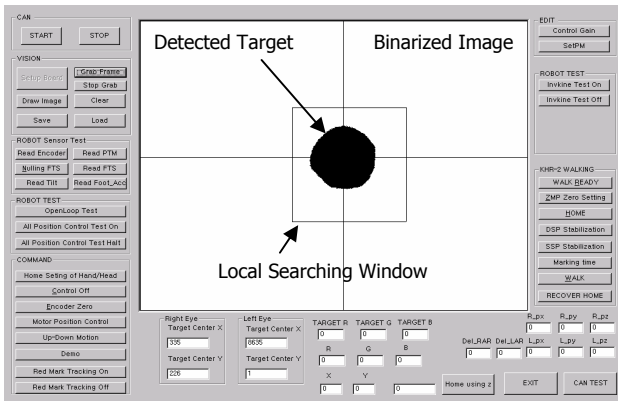 CAN
START STOP
VISION
Setup Board Grab Frame
Stop Grab
Draw Image Clear
Save Load
ROBOT Sensor Test
Read Encoder Read PTM
Nulling FTS Read FTS
Read Tilt Read Foot_Acc
ROBOT TEST
OpenLoop Test
All Position Control Test On
All Position Control Test Halt
COMMAND
Home Seting of Hand/Head
Control Off
Encoder Zero
Motor Position Control
Up-Down Motion
Demo
Red Mark Tracking On
Red Mark Tracking Off
Detected Target Binarized Image
Local Searching Window
Right Eye
Target Center X
335
Target Center Y
226
Left Eye
Target Center X
8635
Target Center Y
1
TARGET R TARGET G TARGET B
0 0 0
R G B
0 0 0
X Y
0 0 0
EDIT
Control Gain
SetPM
ROBOT TEST
Invkine Test On
Invkine Test Off
KHR-2 WALKING
WALK READY
ZMP Zero Setting
HOME
DSP Stabilization
SSP Stabilization
Marking time
WALK
RECOVER HOME
R_px R_py R_pz
0 0 0
Del_RAR Del_LAR L_px L_py L_pz
0 0 0 0 0
Home using z EXIT CAN TEST